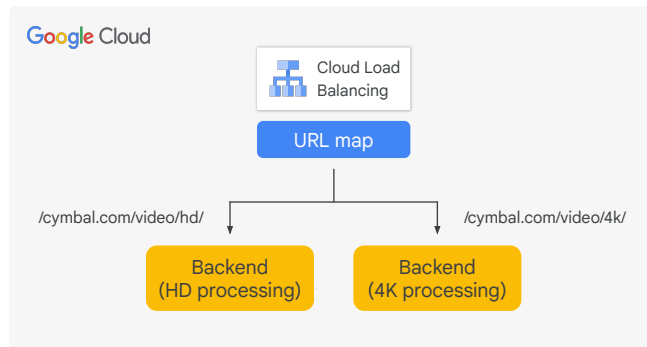 Google Cloud
Cloud Load
Balancing
URL map
/cymbal.com/video/hd/
/cymbal.com/video/4k/
Backend
(HD processing)
Backend
(4K processing)